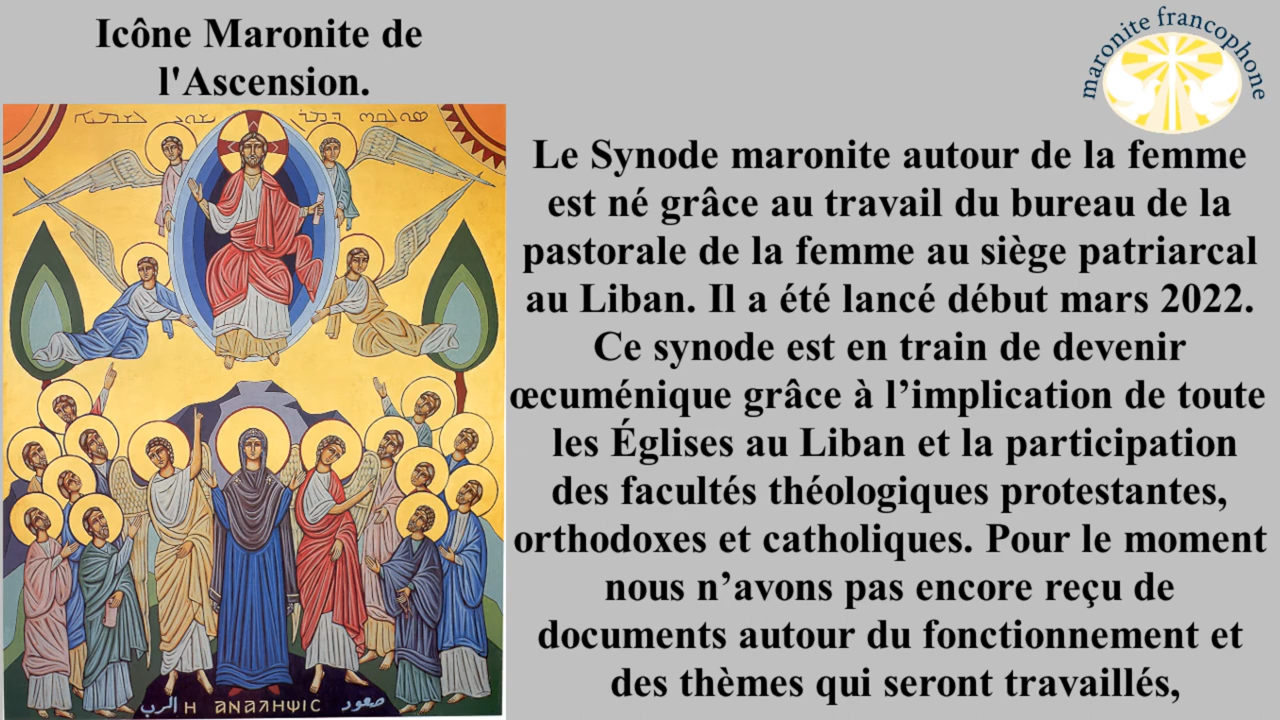 Icône Maronite de
l'Ascension.
maronite francophone
Le Synode maronite autour de la femme
est né grâce au travail du bureau de la
pastorale de la femme au siège patriarcal
au Liban. Il a été lancé début mars 2022.
Ce synode est en train de devenir
œcuménique grâce à l’implication de toute
les Églises au Liban et la participation
des facultés théologiques protestantes,
orthodoxes et catholiques. Pour le moment
nous n’avons pas encore reçu de
documents autour du fonctionnement et
des thèmes qui seront travaillés,
الرب Η ΑΝΑΛΗΨΙС صعود